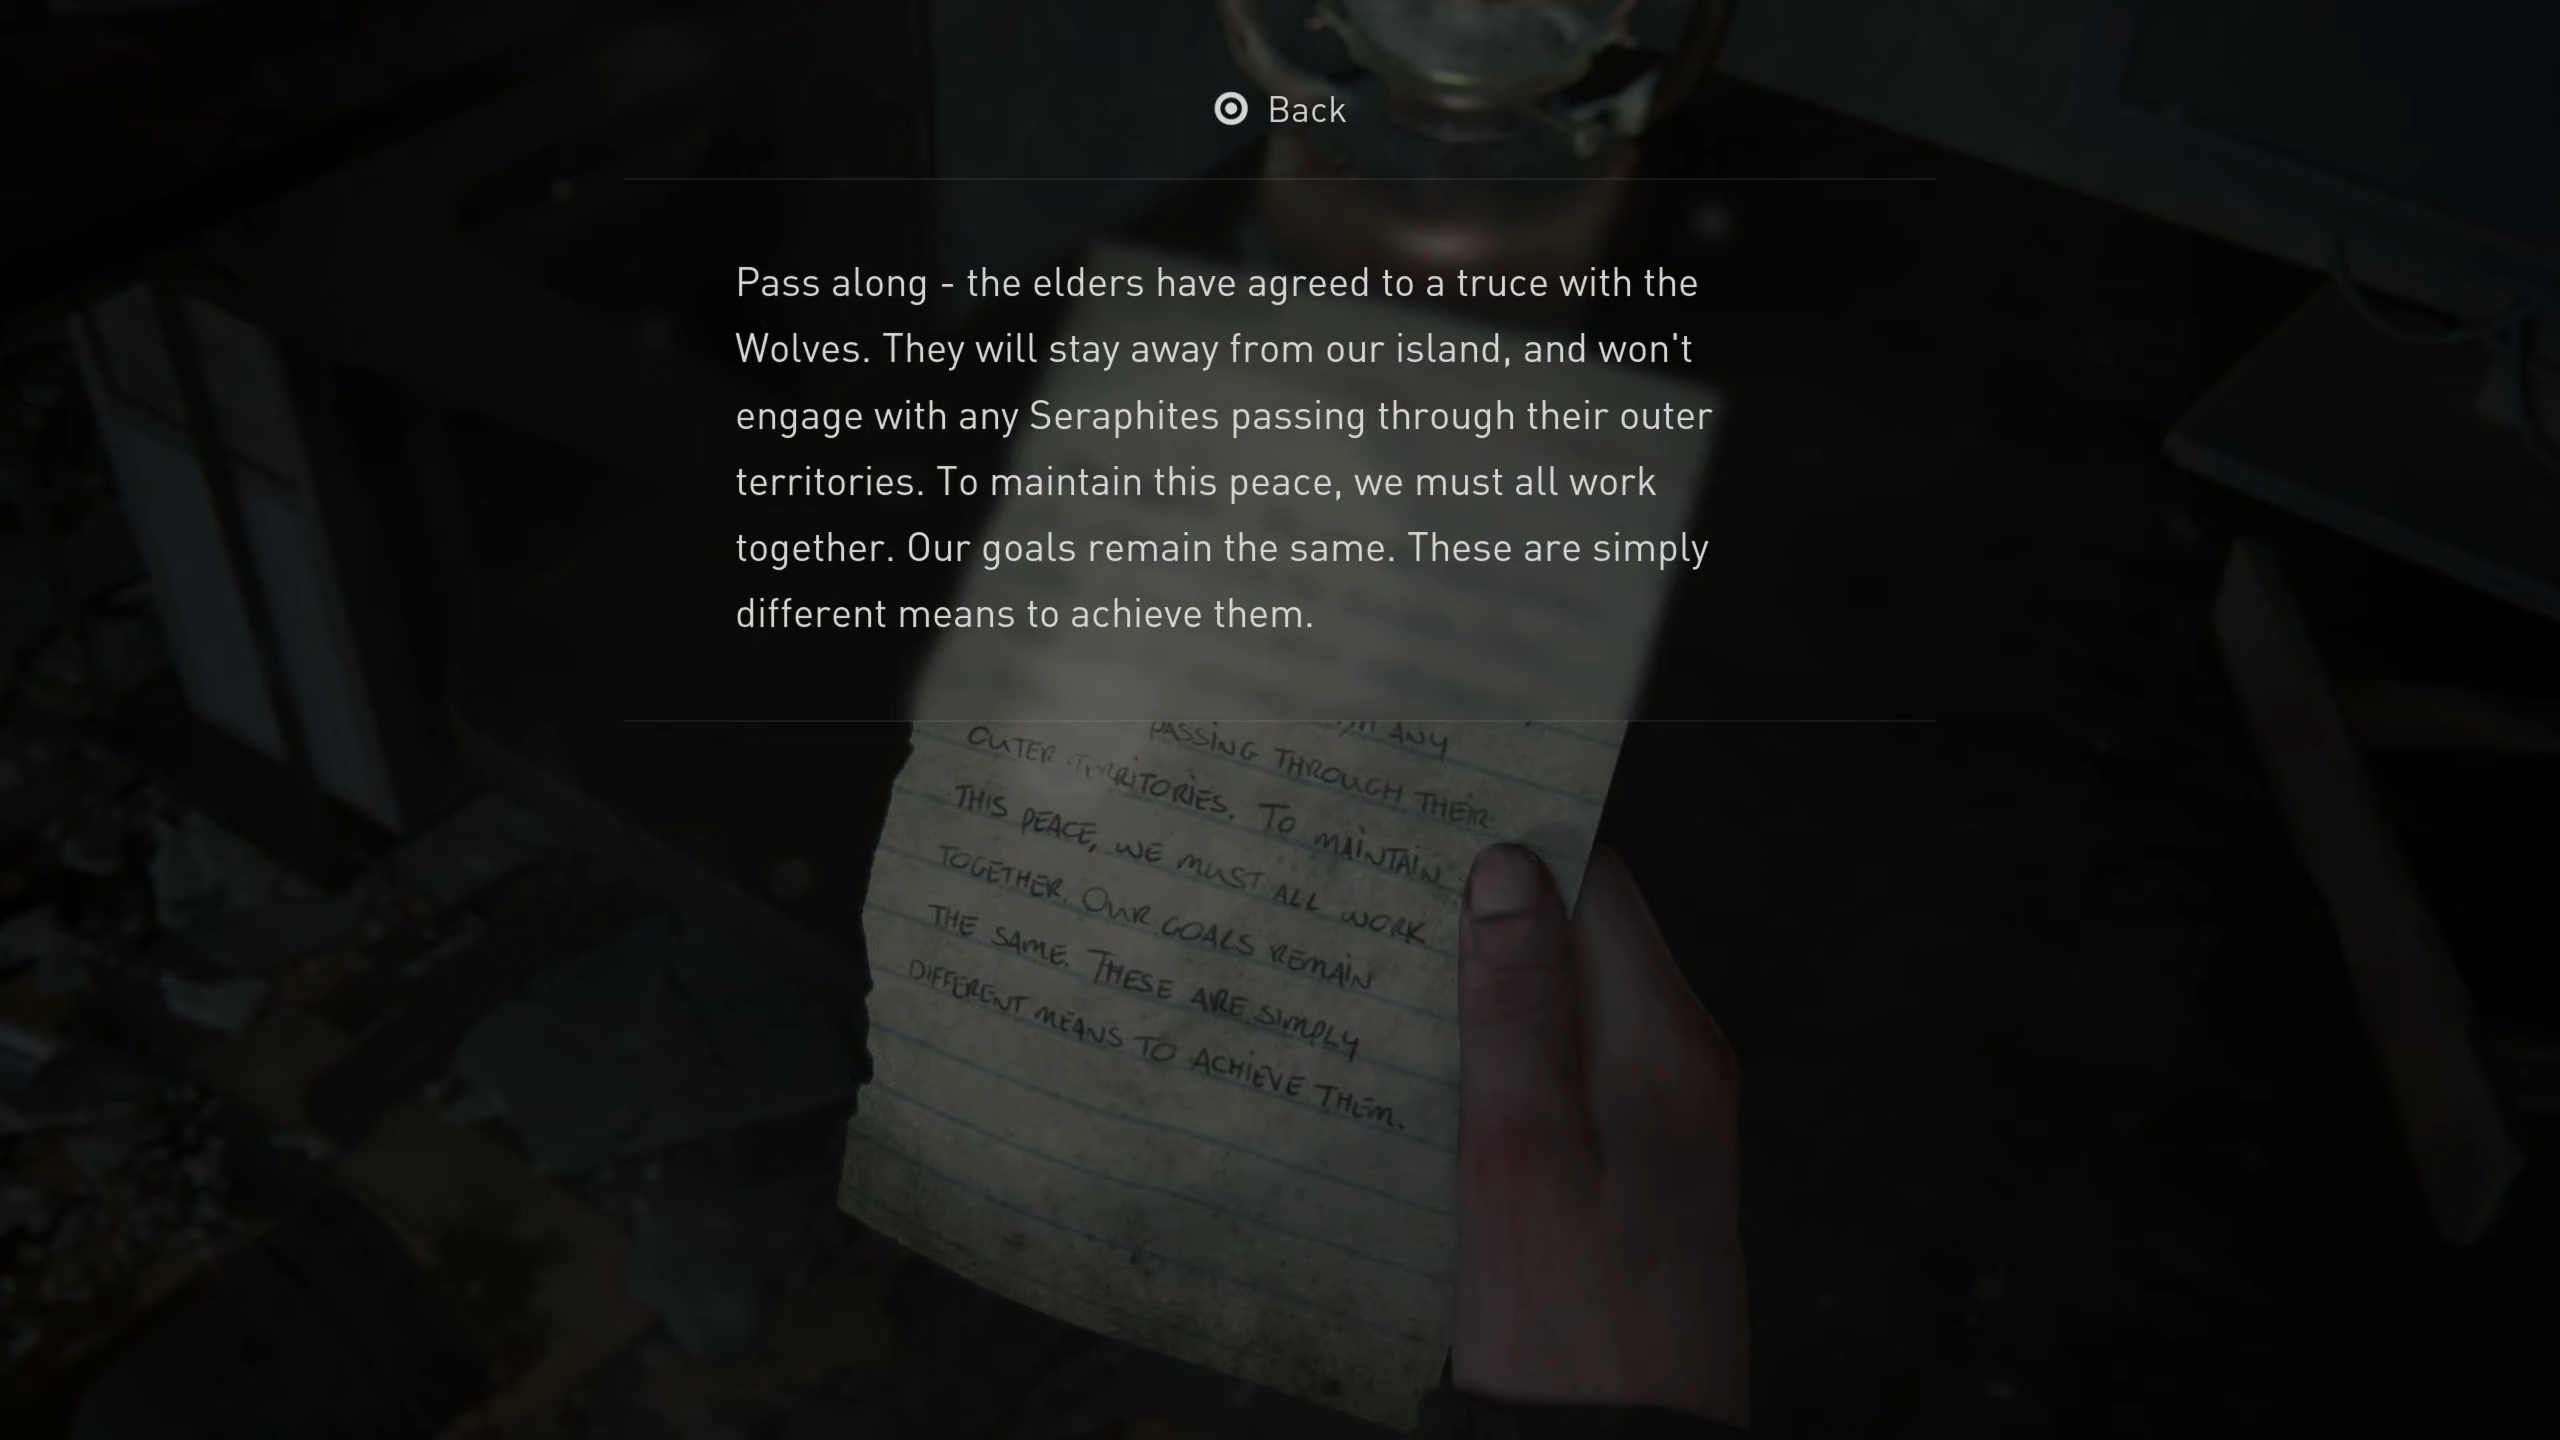 Back
Pass along - the elders have agreed to a truce with the
Wolves. They will stay away from our island, and won't
engage with any Seraphites passing through their outer
territories. To maintain this peace, we must all work
together. Our goals remain the same. These are simply
different means to achieve them.
ANY
PASSING THROUGH THEIR
OUTER TERRITORIES. TO MAINTAIN
THIS PEACE, WE MUST ALL WORK
TOGETHER. OUR GOALS REMAIN
THE SAME. THESE ARE SIMPLY
DIFFERENT MEANS TO ACHIEVE THEM.